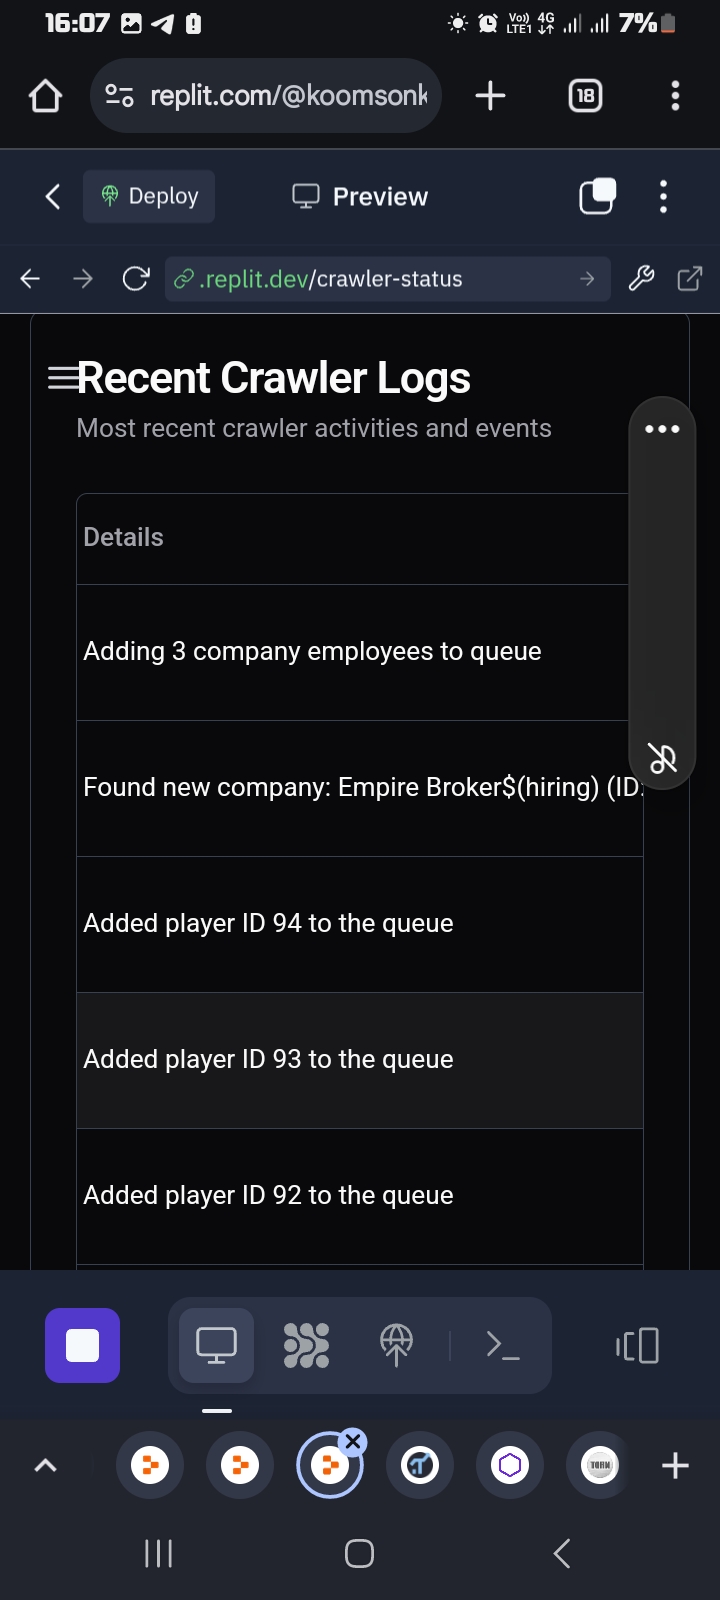 16:07
Vo)) 4G
LTE1
7%
replit.com/@koomsonk
18
Deploy
Preview
.replit.dev/crawler-status
Recent Crawler Logs
Most recent crawler activities and events
Details
Adding 3 company employees to queue
Found new company: Empire Broker$(hiring) (ID:
Added player ID 94 to the queue
Added player ID 93 to the queue
Added player ID 92 to the queue
TORN